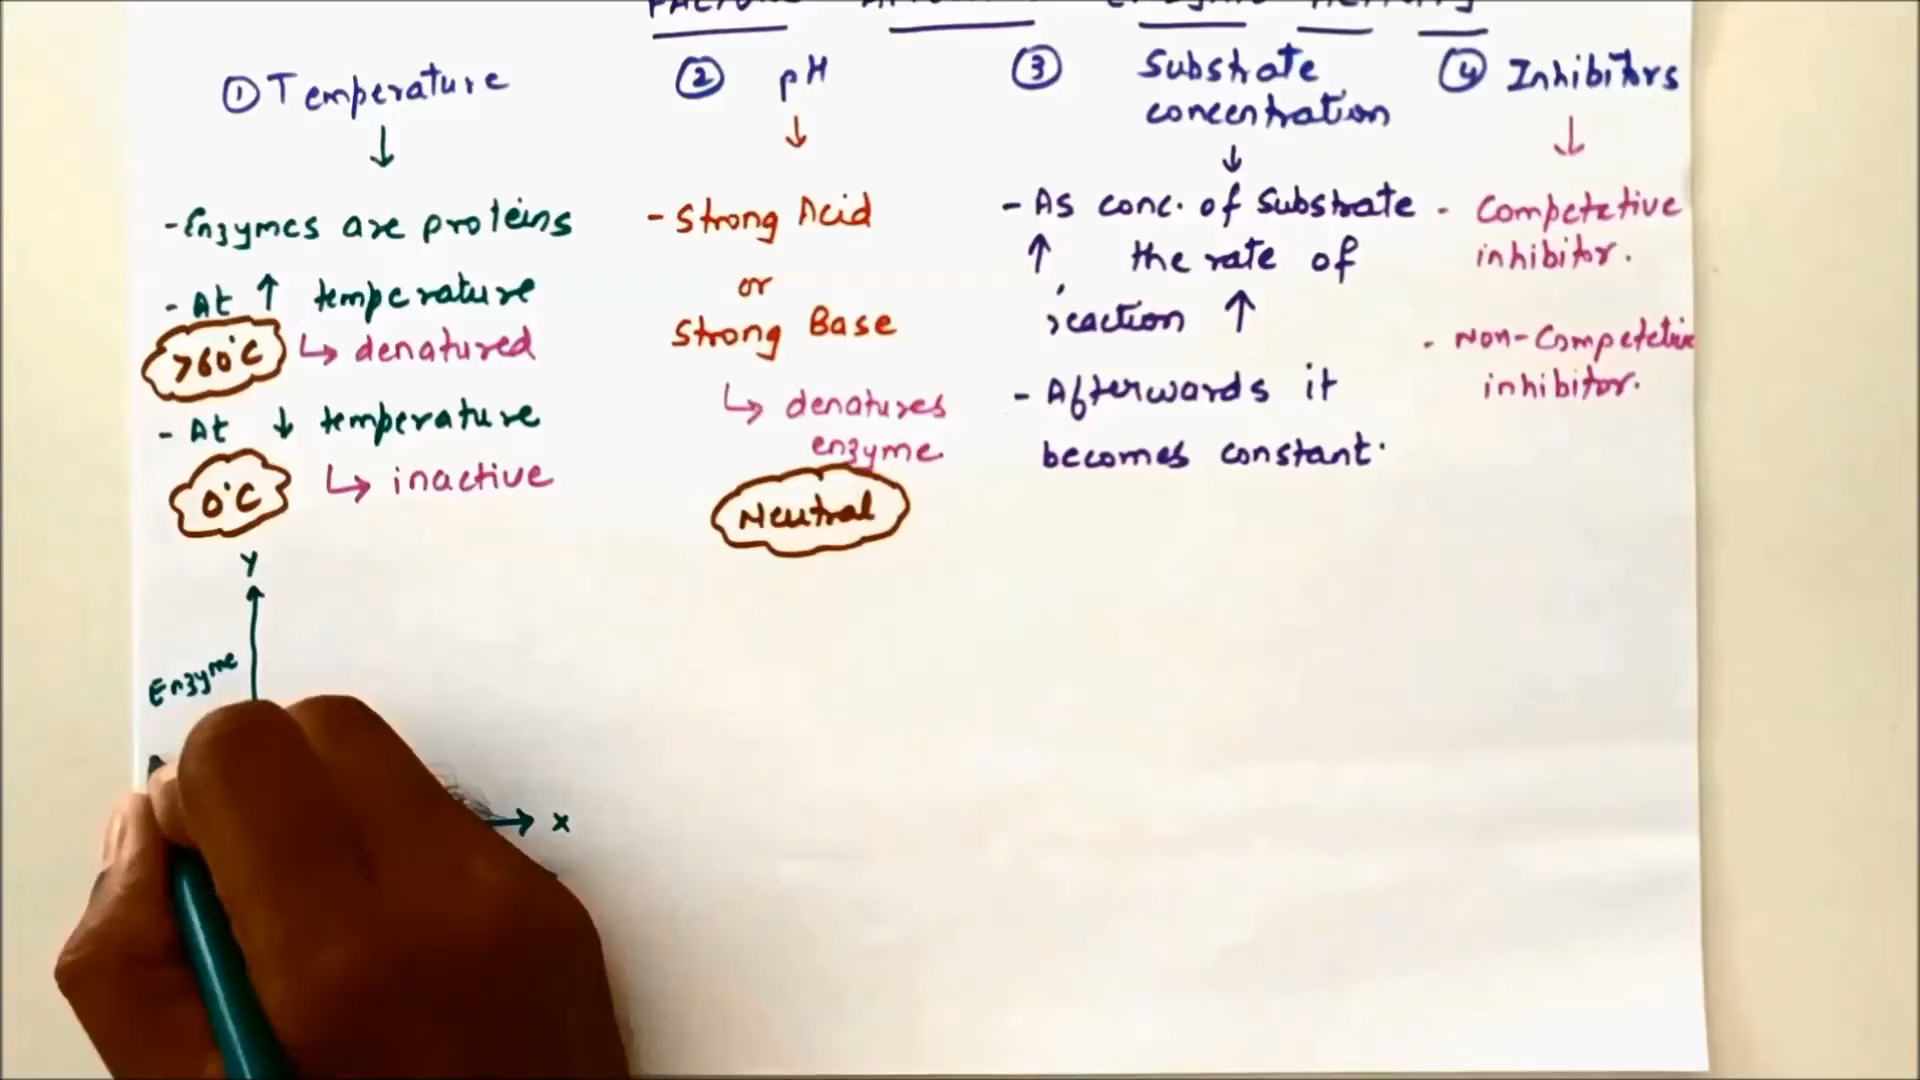 ① Temperature
↓
- Enzymes are proteins
- At ↑ temperature
>60°C ↳ denatured
- At ↓ temperature
0°C ↳ inactive
Y
Enzyme
X
② pH
↓
- Strong Acid
or
Strong Base
↳ denatures
enzyme
Neutral
③ Substrate
concentration
↓
- As conc. of substrate
↑ the rate of
reaction ↑
- Afterwards it
becomes constant.
④ Inhibitors
↓
- Competetive
inhibitor.
- Non-Competetive
inhibitor.